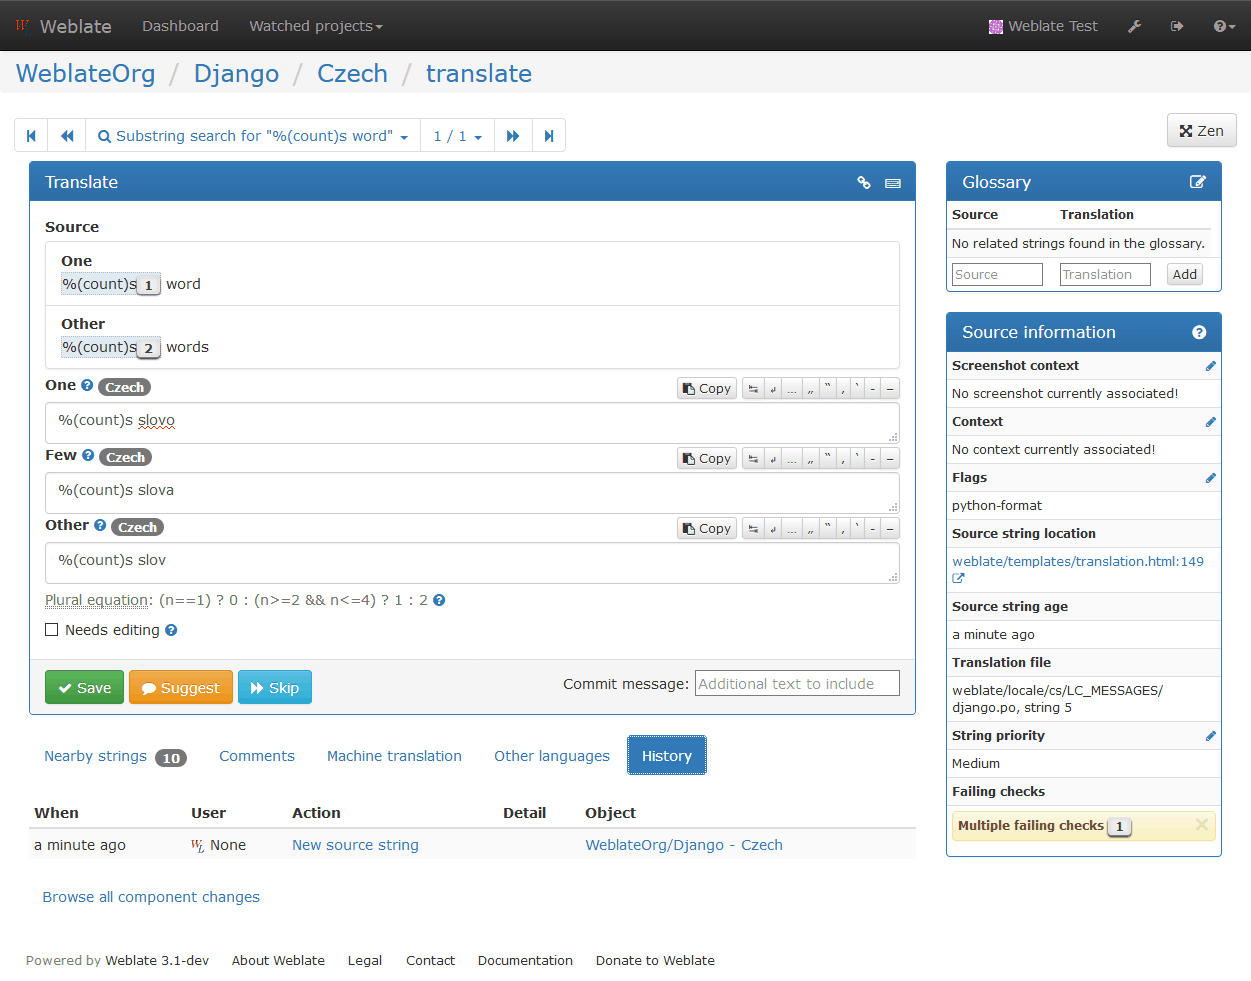 Weblate Dashboard Watched projects Weblate Test
WeblateOrg / Django / Czech / translate
Substring search for "%(count)s word" 1 / 1 Zen
Translate
Source
One
%(count)s 1 word
Other
%(count)s 2 words
One Czech Copy
%(count)s slovo
Few Czech Copy
%(count)s slova
Other Czech Copy
%(count)s slov
Plural equation: (n==1) ? 0 : (n>=2 && n<=4) ? 1 : 2
Needs editing
Save Suggest Skip Commit message: Additional text to include
Nearby strings 10 Comments Machine translation Other languages History
When User Action Detail Object
a minute ago None New source string WeblateOrg/Django - Czech
Browse all component changes
Glossary
Source Translation
No related strings found in the glossary.
Source Translation Add
Source information
Screenshot context
No screenshot currently associated!
Context
No context currently associated!
Flags
python-format
Source string location
weblate/templates/translation.html:149
Source string age
a minute ago
Translation file
weblate/locale/cs/LC_MESSAGES/
django.po, string 5
String priority
Medium
Failing checks
Multiple failing checks 1
Powered by Weblate 3.1-dev About Weblate Legal Contact Documentation Donate to Weblate